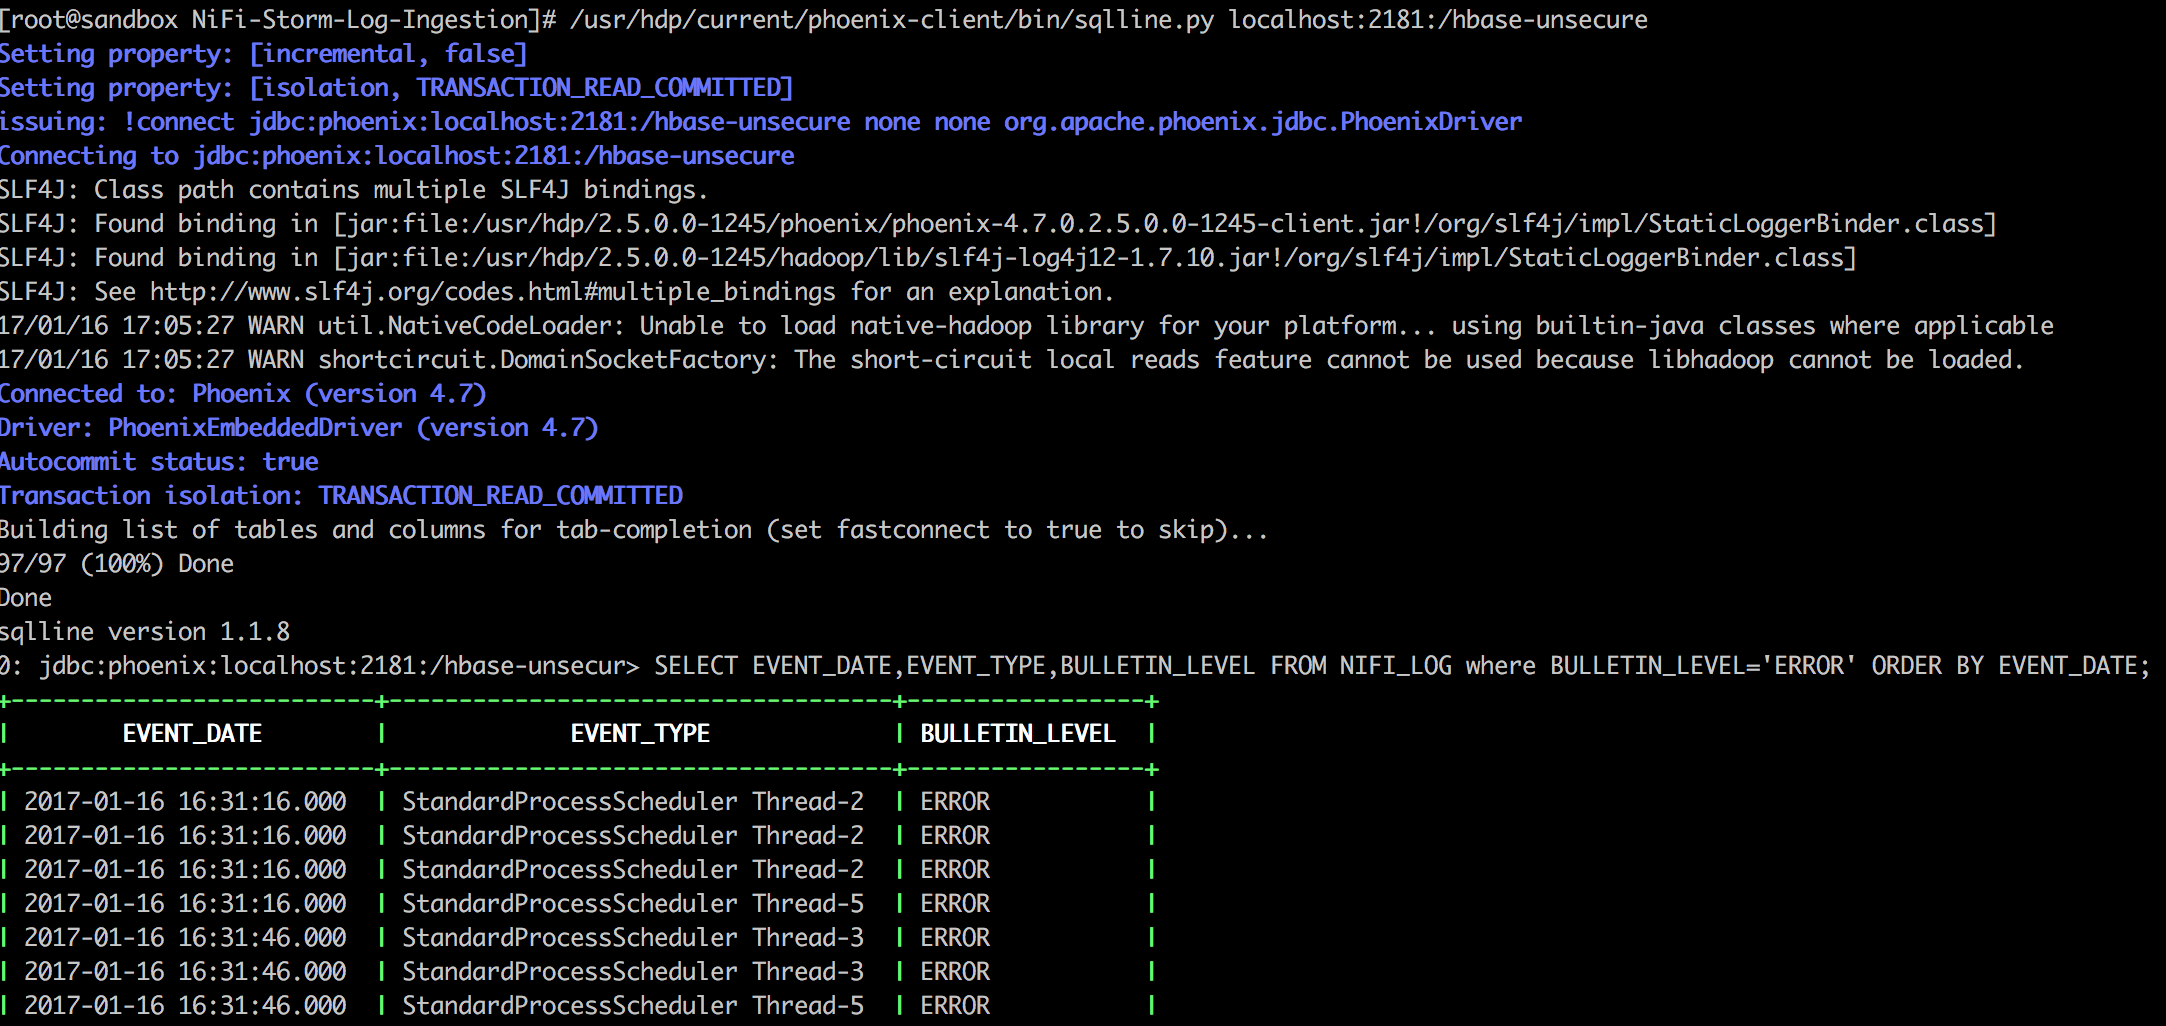 [root@sandbox NiFi-Storm-Log-Ingestion]# /usr/hdp/current/phoenix-client/bin/sqlline.py localhost:2181:/hbase-unsecure
Setting property: [incremental, false]
Setting property: [isolation, TRANSACTION_READ_COMMITTED]
issuing: !connect jdbc:phoenix:localhost:2181:/hbase-unsecure none none org.apache.phoenix.jdbc.PhoenixDriver
Connecting to jdbc:phoenix:localhost:2181:/hbase-unsecure
SLF4J: Class path contains multiple SLF4J bindings.
SLF4J: Found binding in [jar:file:/usr/hdp/2.5.0.0-1245/phoenix/phoenix-4.7.0.2.5.0.0-1245-client.jar!/org/slf4j/impl/StaticLoggerBinder.class]
SLF4J: Found binding in [jar:file:/usr/hdp/2.5.0.0-1245/hadoop/lib/slf4j-log4j12-1.7.10.jar!/org/slf4j/impl/StaticLoggerBinder.class]
SLF4J: See http://www.slf4j.org/codes.html#multiple_bindings for an explanation.
17/01/16 17:05:27 WARN util.NativeCodeLoader: Unable to load native-hadoop library for your platform... using builtin-java classes where applicable
17/01/16 17:05:27 WARN shortcircuit.DomainSocketFactory: The short-circuit local reads feature cannot be used because libhadoop cannot be loaded.
Connected to: Phoenix (version 4.7)
Driver: PhoenixEmbeddedDriver (version 4.7)
Autocommit status: true
Transaction isolation: TRANSACTION_READ_COMMITTED
Building list of tables and columns for tab-completion (set fastconnect to true to skip)...
97/97 (100%) Done
Done
sqlline version 1.1.8
0: jdbc:phoenix:localhost:2181:/hbase-unsecur> SELECT EVENT_DATE,EVENT_TYPE,BULLETIN_LEVEL FROM NIFI_LOG where BULLETIN_LEVEL='ERROR' ORDER BY EVENT_DATE;
+--------------------------+------------------------------------+-----------------+
| EVENT_DATE | EVENT_TYPE | BULLETIN_LEVEL |
+--------------------------+------------------------------------+-----------------+
| 2017-01-16 16:31:16.000 | StandardProcessScheduler Thread-2 | ERROR |
| 2017-01-16 16:31:16.000 | StandardProcessScheduler Thread-2 | ERROR |
| 2017-01-16 16:31:16.000 | StandardProcessScheduler Thread-2 | ERROR |
| 2017-01-16 16:31:16.000 | StandardProcessScheduler Thread-5 | ERROR |
| 2017-01-16 16:31:46.000 | StandardProcessScheduler Thread-3 | ERROR |
| 2017-01-16 16:31:46.000 | StandardProcessScheduler Thread-3 | ERROR |
| 2017-01-16 16:31:46.000 | StandardProcessScheduler Thread-5 | ERROR |